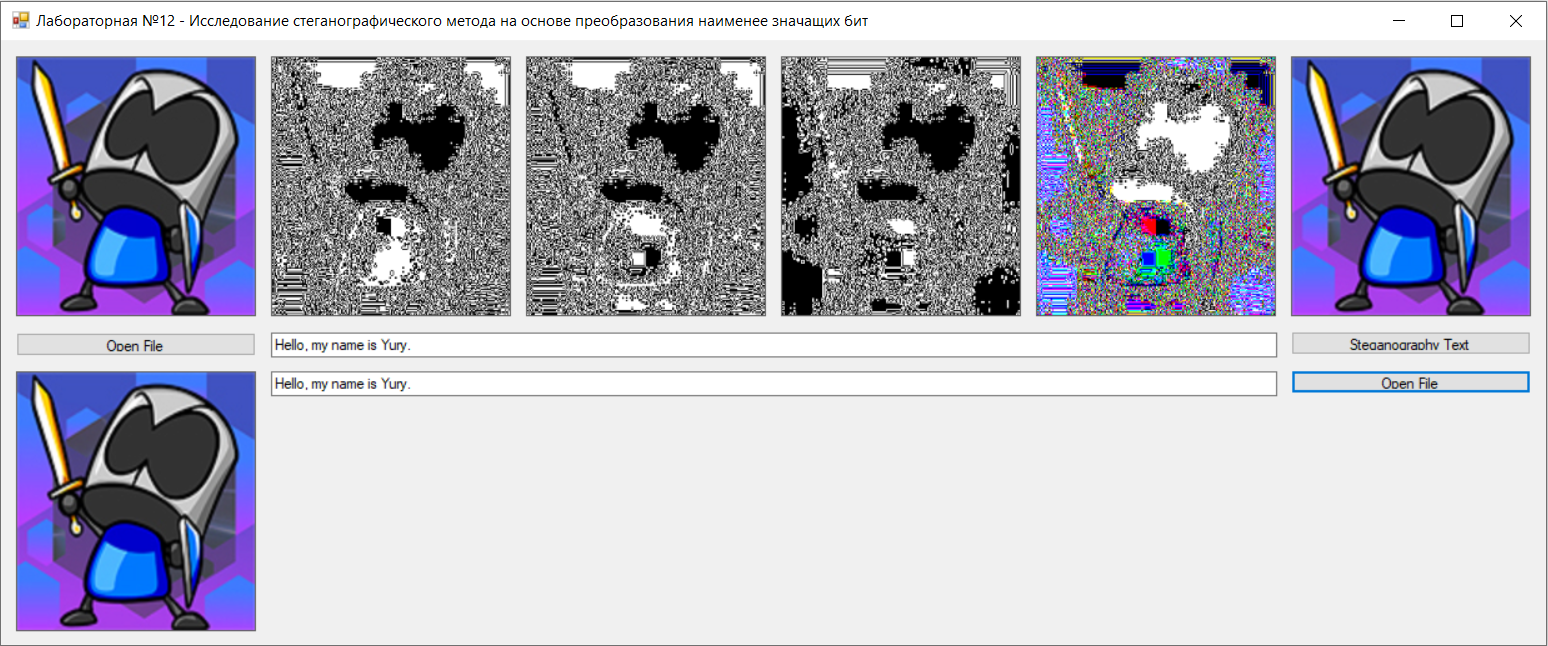 Лабораторная №12 - Исследование стеганографического метода на основе преобразования наименее значащих бит
Open File
Hello, my name is Yury.
Steganography Text
Hello, my name is Yury.
Open File